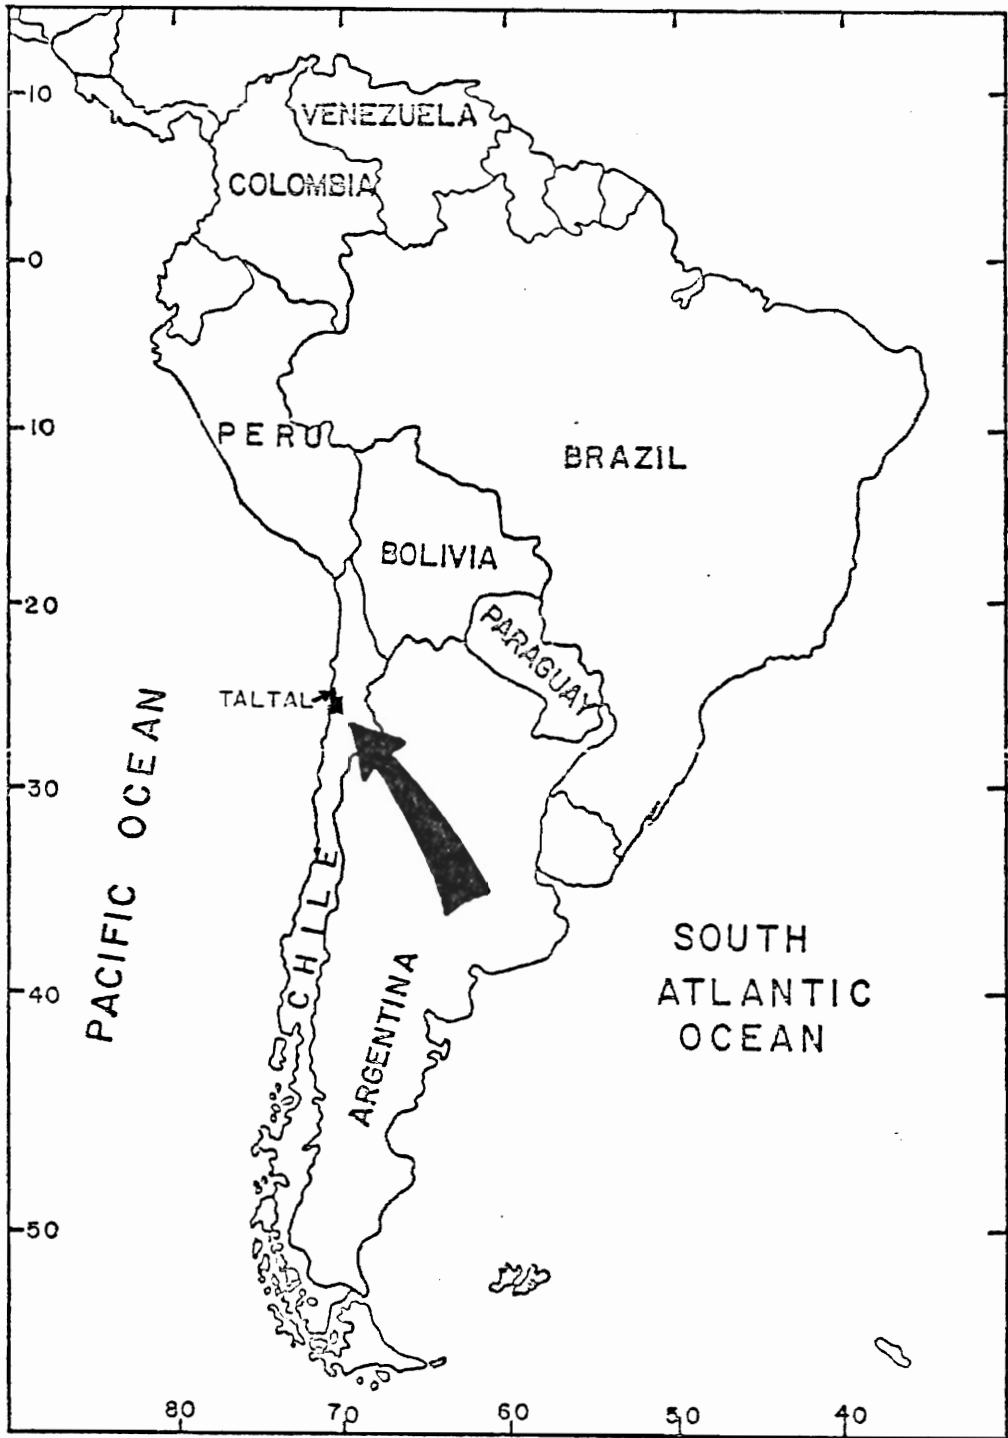 10
VENEZUELA
COLOMBIA
0
10
PERU
BRAZIL
BOLIVIA
20
PARAGUAY
TALTAL
PACIFIC OCEAN
30
CHILE
SOUTH
ATLANTIC
OCEAN
40
ARGENTINA
50
80
70
60
50
40